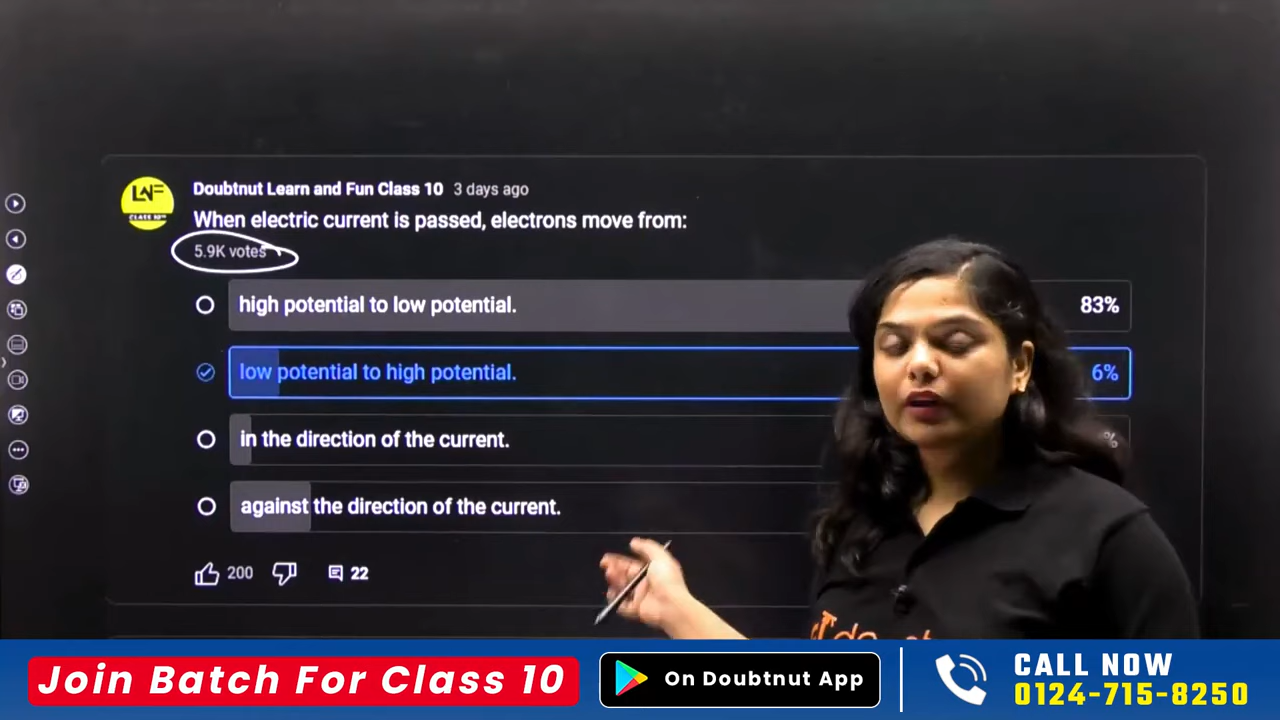 LNF
CLASS 10TH
Doubtnut Learn and Fun Class 10 3 days ago
When electric current is passed, electrons move from:
5.9K votes
high potential to low potential. 83%
low potential to high potential. 6%
in the direction of the current. %
against the direction of the current.
200 22
Join Batch For Class 10
On Doubtnut App
CALL NOW
0124-715-8250